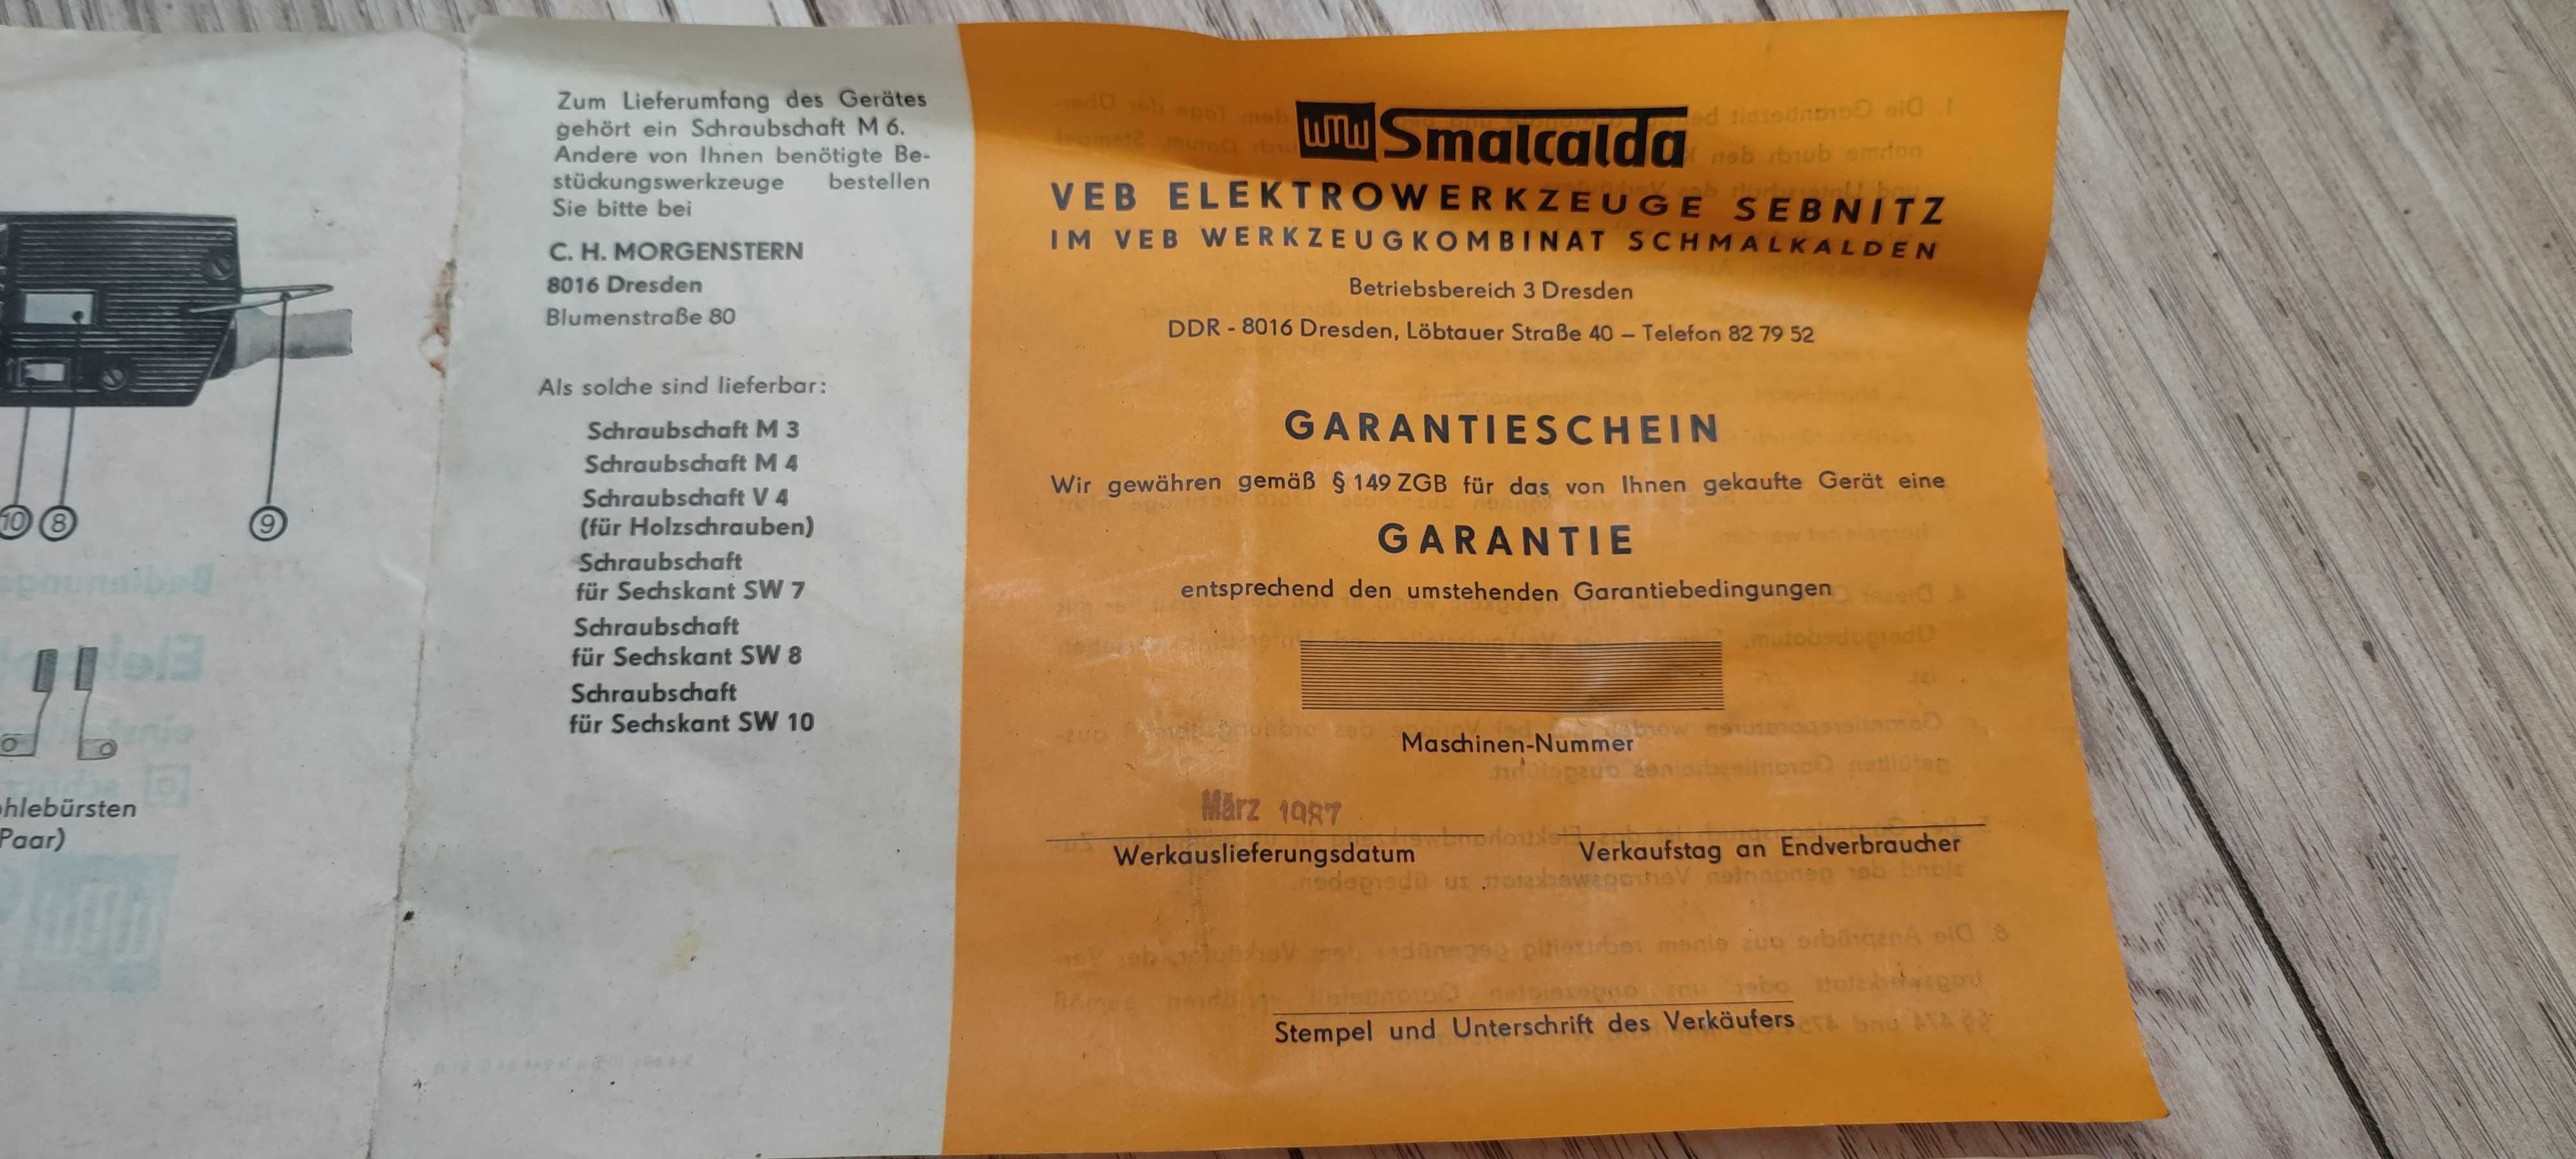 Zum Lieferumfang des Gerätes
gehört ein Schraubschaft M 6.
Andere von Ihnen benötigte Be-
stückungswerkzeuge bestellen
Sie bitte bei
C. H. MORGENSTERN
8016 Dresden
Blumenstraße 80
Als solche sind lieferbar:
Schraubschaft M 3
Schraubschaft M 4
Schraubschaft V 4
(für Holzschrauben)
Schraubschaft
für Sechskant SW 7
Schraubschaft
für Sechskant SW 8
Schraubschaft
für Sechskant SW 10
10 8 9
hlebürsten
Paar)
wmw Smalcalda
VEB ELEKTROWERKZEUGE SEBNITZ
IM VEB WERKZEUGKOMBINAT SCHMALKALDEN
Betriebsbereich 3 Dresden
DDR - 8016 Dresden, Löbtauer Straße 40 – Telefon 82 79 52
GARANTIESCHEIN
Wir gewähren gemäß § 149 ZGB für das von Ihnen gekaufte Gerät eine
GARANTIE
entsprechend den umstehenden Garantiebedingungen
Maschinen-Nummer
März 1987
Werkauslieferungsdatum Verkaufstag an Endverbraucher
Stempel und Unterschrift des Verkäufers